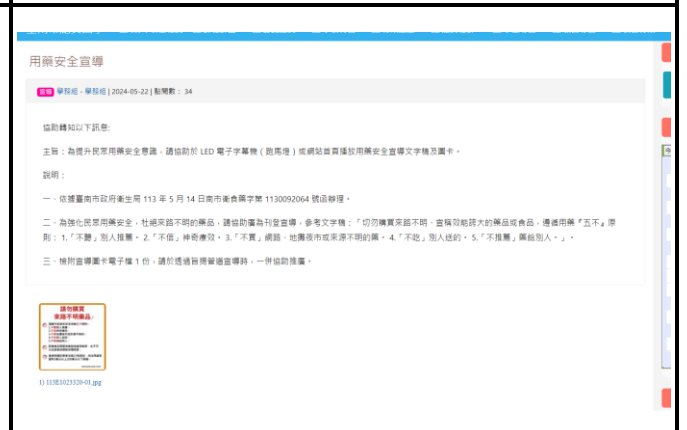 用藥安全宣導
宣導 學務組 - 學務組 | 2024-05-22 | 點閱數： 34
協助轉知以下訊息:
主旨：為提升民眾用藥安全意識，請協助於 LED 電子字幕機（跑馬燈）或網站首頁播放用藥安全宣導文字稿及圖卡。
說明：
一、依據臺南市政府衛生局 113 年 5 月 14 日南市衛食藥字第 1130092064 號函辦理。
二、為強化民眾用藥安全，杜絕來路不明的藥品，請協助廣為刊登宣導，參考文字稿：「切勿購買來路不明、宣稱效能誇大的藥品或食品，遵循用藥『五不』原
則： 1.「不聽」別人推薦。 2.「不信」神奇療效。 3.「不買」網路、地攤夜市或來源不明的藥。 4.「不吃」別人送的。 5.「不推薦」藥給別人。」。
三、檢附宣導圖卡電子檔 1 份，請於透過旨揭管道宣導時，一併協助推廣。
請勿購買
來路不明藥品
1) 113E1023320-01.jpg